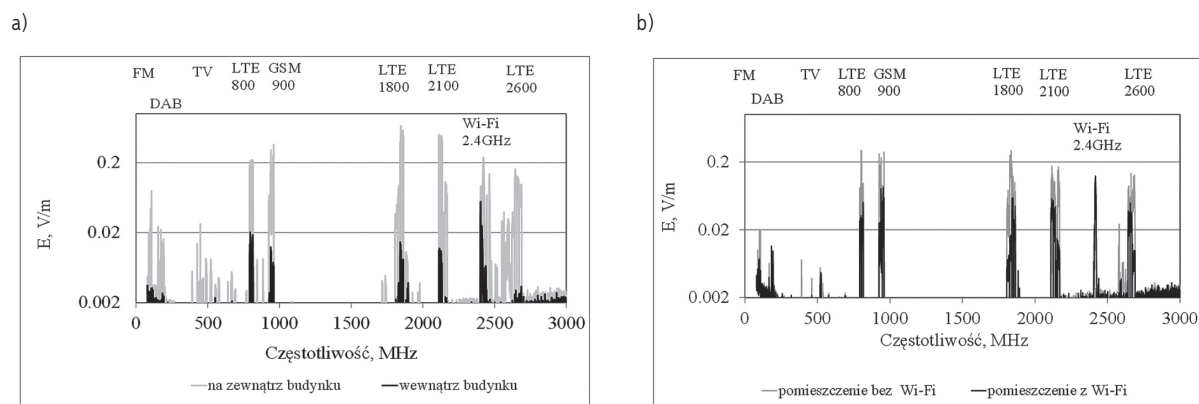 a)
FM
TV
LTE
800
GSM
900
LTE
1800
LTE
2100
LTE
2600
DAB
Wi-Fi
2.4GHz
0.2
0.02
0.002
E, V/m
0 500 1000 1500 2000 2500 3000
Częstotliwość, MHz
na zewnątrz budynku wewnątrz budynku
b)
FM
TV
LTE
800
GSM
900
LTE
1800
LTE
2100
LTE
2600
DAB
Wi-Fi
2.4GHz
0.2
0.02
0.002
E, V/m
0 500 1000 1500 2000 2500 3000
Częstotliwość, MHz
pomieszczenie bez Wi-Fi pomieszczenie z Wi-Fi